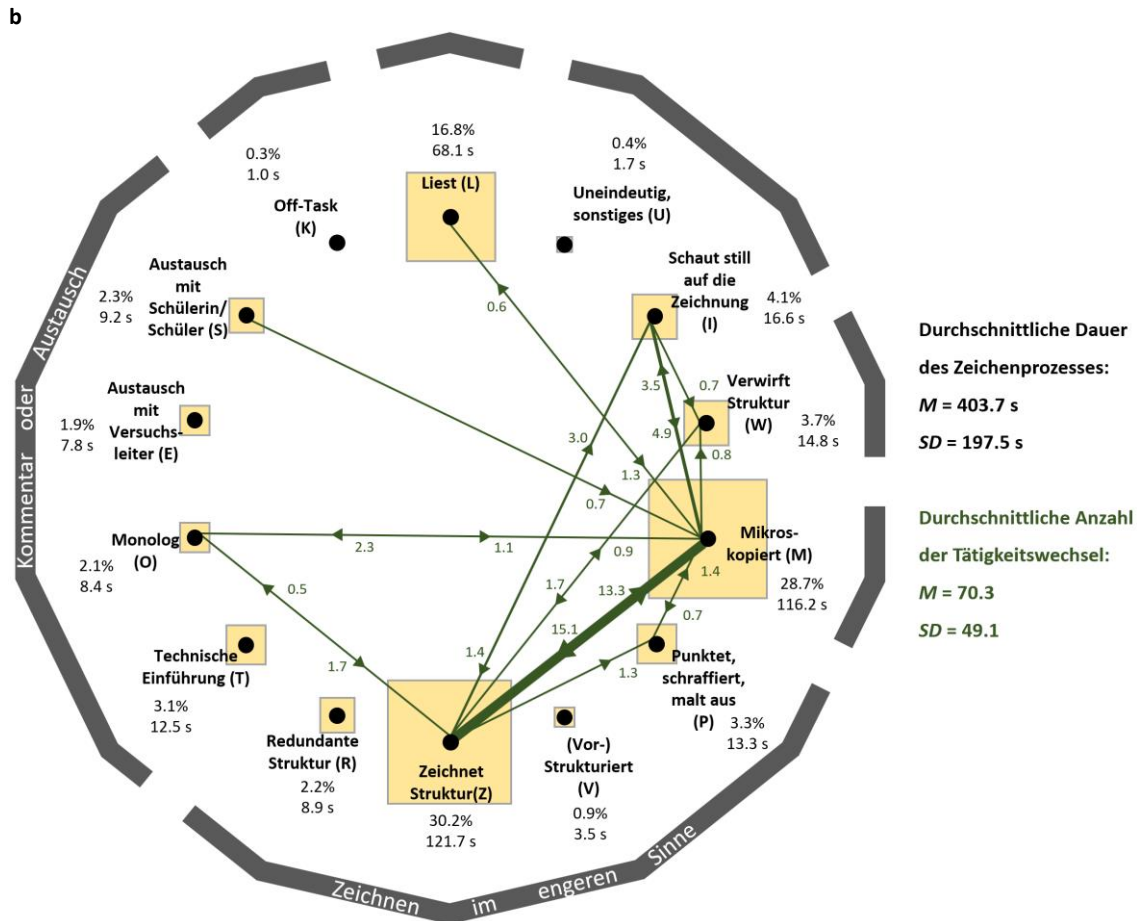 b
16.8%
68.1 s
Liest (L)
0.4%
1.7 s
Uneindeutig,
sonstiges (U)
0.3%
1.0 s
Off-Task
(K)
Schaut still
auf die
Zeichnung
(I)
4.1%
16.6 s
Austausch
mit
Schülerin/
Schüler (S)
2.3%
9.2 s
Verwirft
Struktur
(W)
3.7%
14.8 s
Austausch
mit
Versuchs-
leiter (E)
1.9%
7.8 s
Mikros-
kopiert (M)
28.7%
116.2 s
Monolog
(O)
2.1%
8.4 s
Punktet,
schraffiert,
malt aus
(P)
3.3%
13.3 s
Technische
Einführung (T)
3.1%
12.5 s
(Vor-)
Strukturiert
(V)
0.9%
3.5 s
Redundante
Struktur (R)
2.2%
8.9 s
Zeichnet
Struktur(Z)
30.2%
121.7 s
0.6
3.5
0.7
4.9
3.0
0.8
1.3
0.7
2.3
1.1
0.9
1.4
1.7
13.3
0.5
0.7
15.1
1.4
1.7
1.3
Kommentar oder Austausch
Zeichnen im engeren Sinne
Durchschnittliche Dauer
des Zeichenprozesses:
M = 403.7 s
SD = 197.5 s
Durchschnittliche Anzahl
der Tätigkeitswechsel:
M = 70.3
SD = 49.1